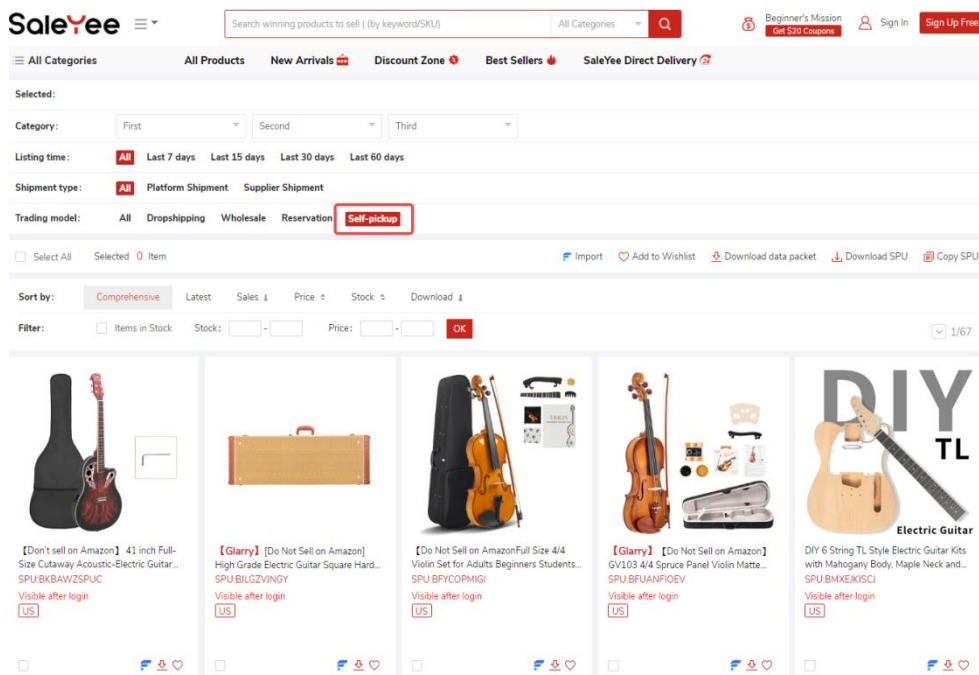 SaleYee
Search winning products to sell ( (by keyword/SKU)
All Categories
Beginner's Mission
Get $20 Coupons
Sign In
Sign Up Free
All Categories
All Products
New Arrivals
Discount Zone
Best Sellers
SaleYee Direct Delivery
Selected:
Category: First Second Third
Listing time: All Last 7 days Last 15 days Last 30 days Last 60 days
Shipment type: All Platform Shipment Supplier Shipment
Trading model: All Dropshipping Wholesale Reservation Self-pickup
Select All Selected 0 Item Import Add to Wishlist Download data packet Download SPU Copy SPU
Sort by: Comprehensive Latest Sales Price Stock Download
Filter: Items in Stock Stock: - Price: - OK 1/67
【Don't sell on Amazon】 41 inch Full-
Size Cutaway Acoustic-Electric Guitar...
SPU:BKBAWZSPUC
Visible after login
US
【Glarry】 [Do Not Sell on Amazon]
High Grade Electric Guitar Square Hard...
SPU:BJLGZVJNGY
Visible after login
US
VIOLIN
【Do Not Sell on AmazonFull Size 4/4
Violin Set for Adults Beginners Students...
SPU:BFYCOPMIGI
Visible after login
US
【Glarry】 【Do Not Sell on Amazon】
GV103 4/4 Spruce Panel Violin Matte...
SPU:BFUANFIOEV
Visible after login
US
DIY
TL
Electric Guitar
DIY 6 String TL Style Electric Guitar Kits
with Mahogany Body, Maple Neck and...
SPU:BMXEJKISCJ
Visible after login
US